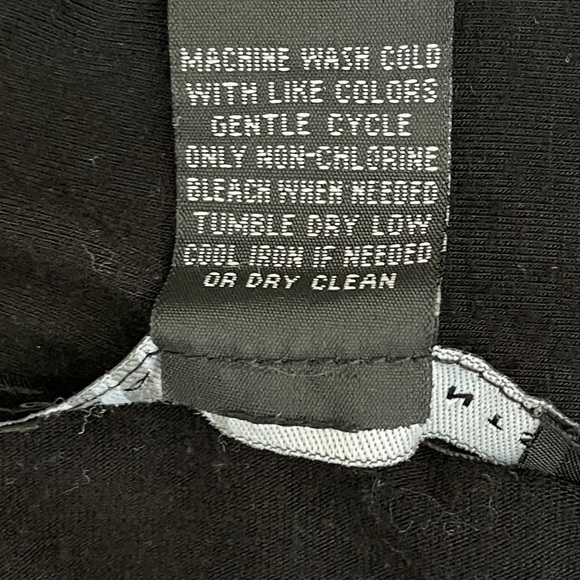 MACHINE WASH COLD
WITH LIKE COLORS
GENTLE CYCLE
ONLY NON-CHLORINE
BLEACH WHEN NEEDED
TUMBLE DRY LOW
COOL IRON IF NEEDED
OR DRY CLEAN